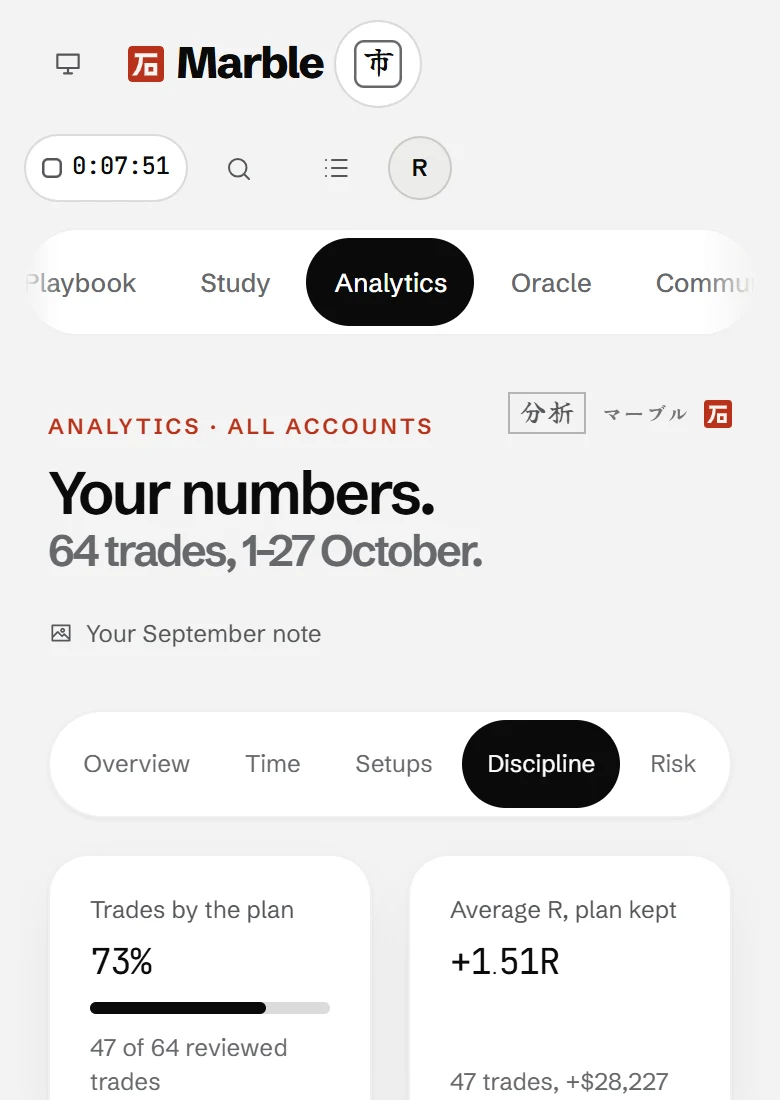 石 Marble 市
0:07:51
R
Playbook Study Analytics Oracle Commu
分析 マーブル 石
ANALYTICS · ALL ACCOUNTS
Your numbers.
64 trades, 1–27 October.
Your September note
Overview Time Setups Discipline Risk
Trades by the plan
73%
47 of 64 reviewed
trades
Average R, plan kept
+1.51R
47 trades, +$28,227